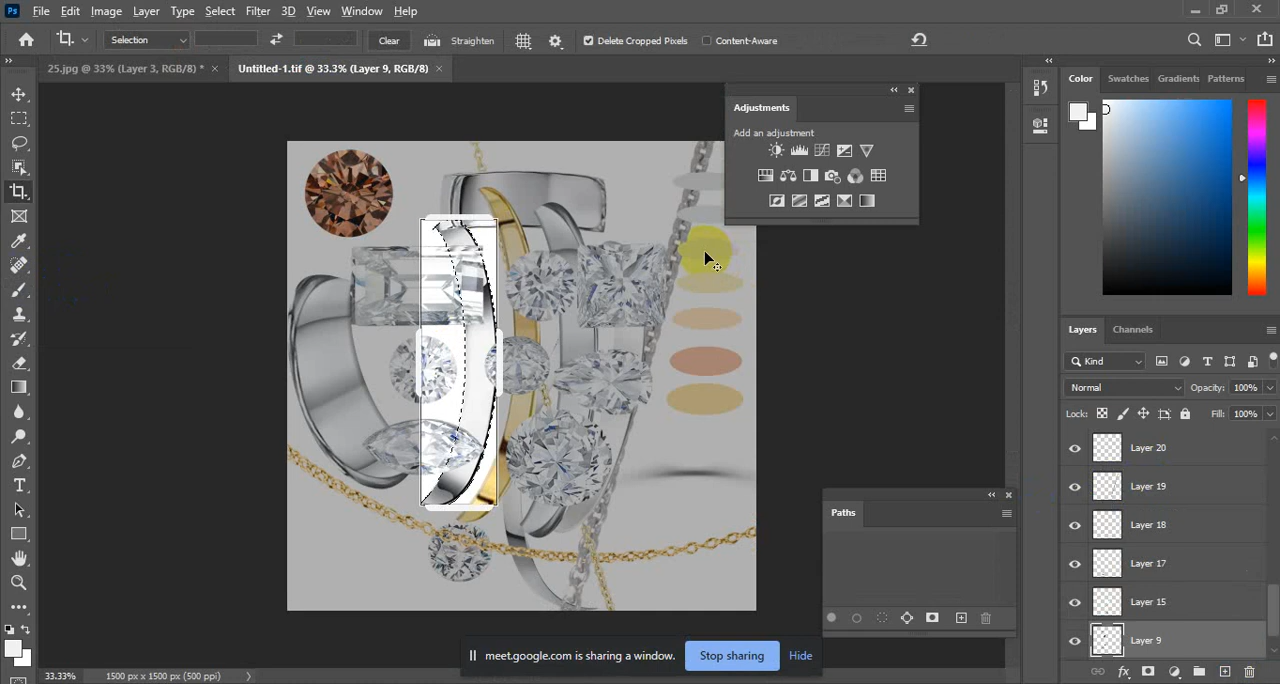 Ps File Edit Image Layer Type Select Filter 3D View Window Help
Selection Clear Straighten Delete Cropped Pixels Content-Aware
25.jpg @ 33% (Layer 3, RGB/8) * × Untitled-1.tif @ 33.3% (Layer 9, RGB/8) ×
Adjustments
Add an adjustment
Color Swatches Gradients Patterns
Layers Channels
Kind
Normal Opacity: 100%
Lock: Fill: 100%
Layer 20
Layer 19
Layer 18
Layer 17
Layer 15
Layer 9
Paths
meet.google.com is sharing a window. Stop sharing Hide
33.33% 1500 px x 1500 px (500 ppi)